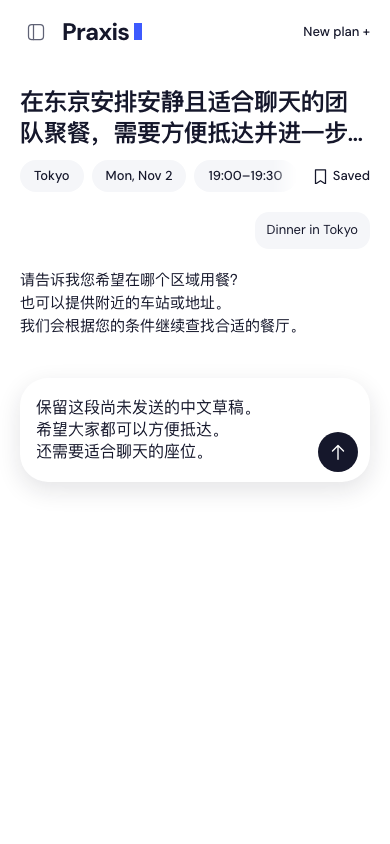 Praxis
New plan +
在东京安排安静且适合聊天的团
队聚餐，需要方便抵达并进一步…
Tokyo
Mon, Nov 2
19:00–19:30
Saved
Dinner in Tokyo
请告诉我您希望在哪个区域用餐？
也可以提供附近的车站或地址。
我们会根据您的条件继续查找合适的餐厅。
保留这段尚未发送的中文草稿。
希望大家都可以方便抵达。
还需要适合聊天的座位。